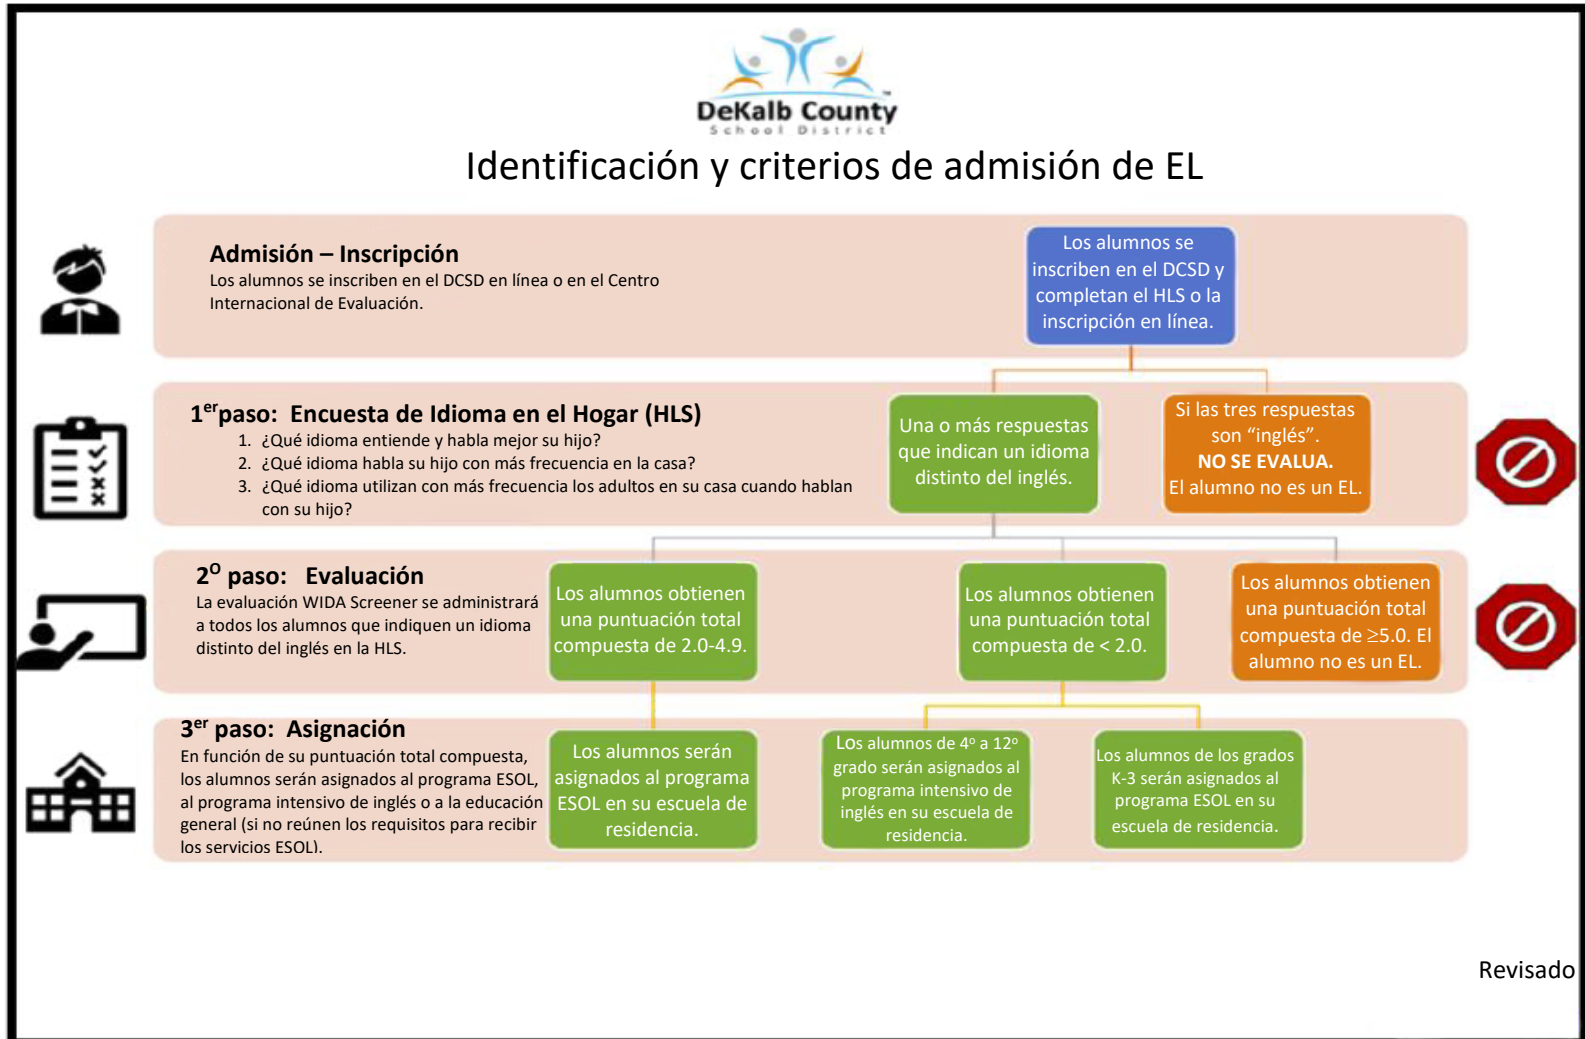 DeKalb County
School District
Identificación y criterios de admisión de EL
Admisión – Inscripción
Los alumnos se inscriben en el DCSD en línea o en el Centro
Internacional de Evaluación.
Los alumnos se
inscriben en el DCSD y
completan el HLS o la
inscripción en línea.
1er paso: Encuesta de Idioma en el Hogar (HLS)
1. ¿Qué idioma entiende y habla mejor su hijo?
2. ¿Qué idioma habla su hijo con más frecuencia en la casa?
3. ¿Qué idioma utilizan con más frecuencia los adultos en su casa cuando hablan
con su hijo?
Una o más respuestas
que indican un idioma
distinto del inglés.
Si las tres respuestas
son “inglés”.
NO SE EVALUA.
El alumno no es un EL.
2O paso: Evaluación
La evaluación WIDA Screener se administrará
a todos los alumnos que indiquen un idioma
distinto del inglés en la HLS.
Los alumnos obtienen
una puntuación total
compuesta de 2.0-4.9.
Los alumnos obtienen
una puntuación total
compuesta de < 2.0.
Los alumnos obtienen
una puntuación total
compuesta de ≥5.0. El
alumno no es un EL.
3er paso: Asignación
En función de su puntuación total compuesta,
los alumnos serán asignados al programa ESOL,
al programa intensivo de inglés o a la educación
general (si no reúnen los requisitos para recibir
los servicios ESOL).
Los alumnos serán
asignados al programa
ESOL en su escuela de
residencia.
Los alumnos de 4º a 12º
grado serán asignados al
programa intensivo de
inglés en su escuela de
residencia.
Los alumnos de los grados
K-3 serán asignados al
programa ESOL en su
escuela de residencia.
Revisado